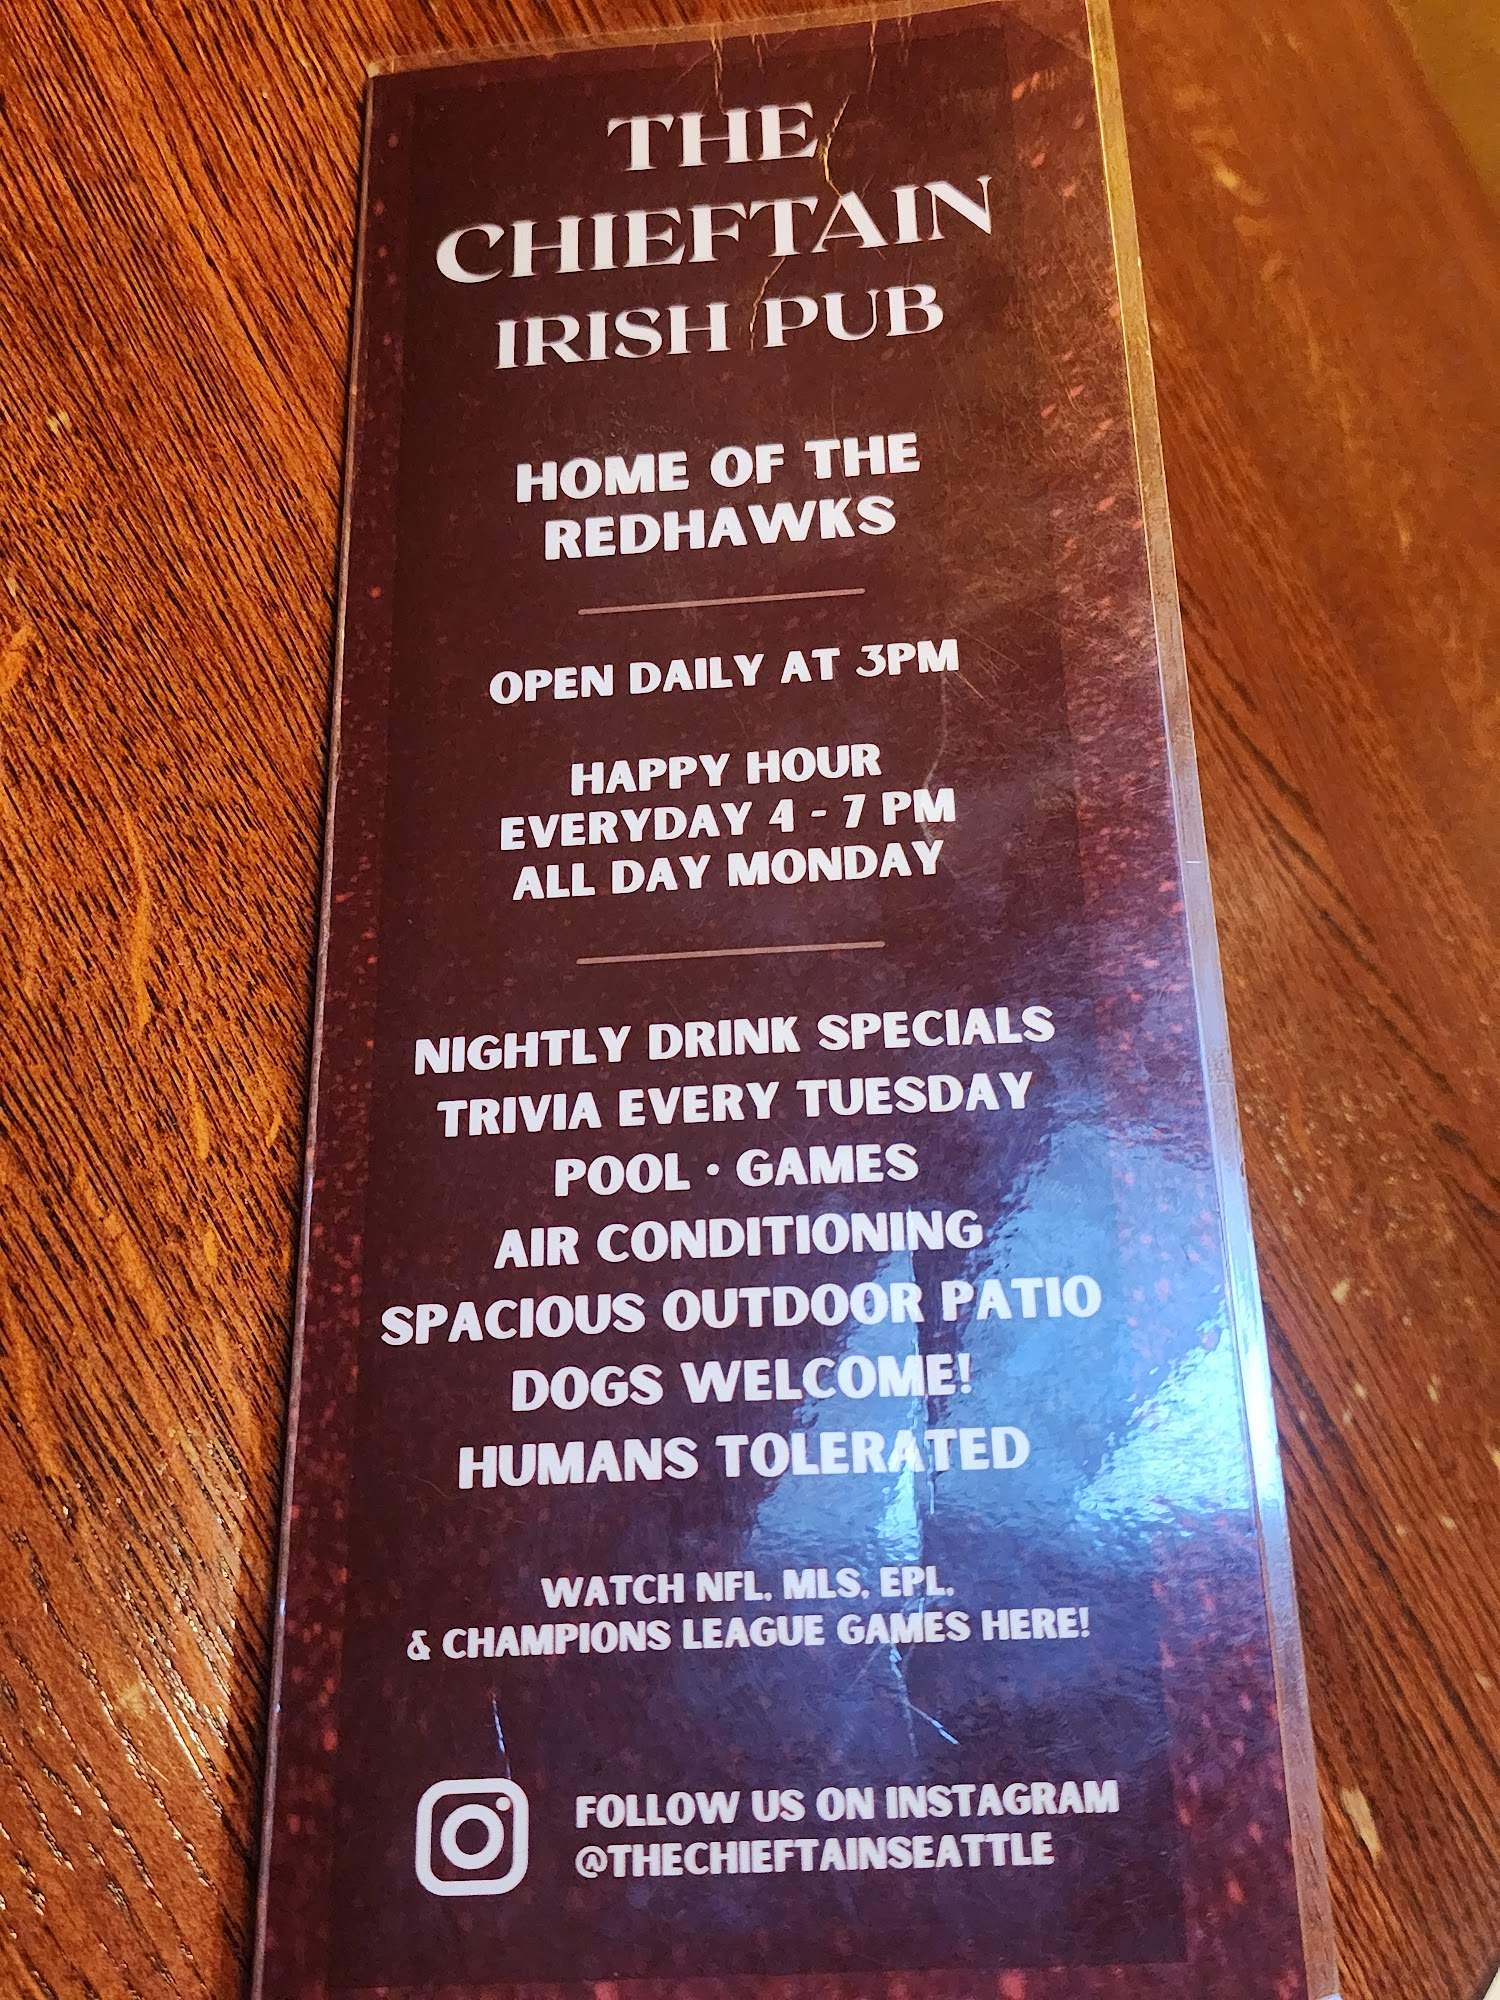 THE
CHIEFTAIN
IRISH PUB
HOME OF THE
REDHAWKS
OPEN DAILY AT 3PM
HAPPY HOUR
EVERYDAY 4 - 7 PM
ALL DAY MONDAY
NIGHTLY DRINK SPECIALS
TRIVIA EVERY TUESDAY
POOL • GAMES
AIR CONDITIONING
SPACIOUS OUTDOOR PATIO
DOGS WELCOME!
HUMANS TOLERATED
WATCH NFL, MLS, EPL,
& CHAMPIONS LEAGUE GAMES HERE!
FOLLOW US ON INSTAGRAM
@THECHIEFTAINSEATTLE